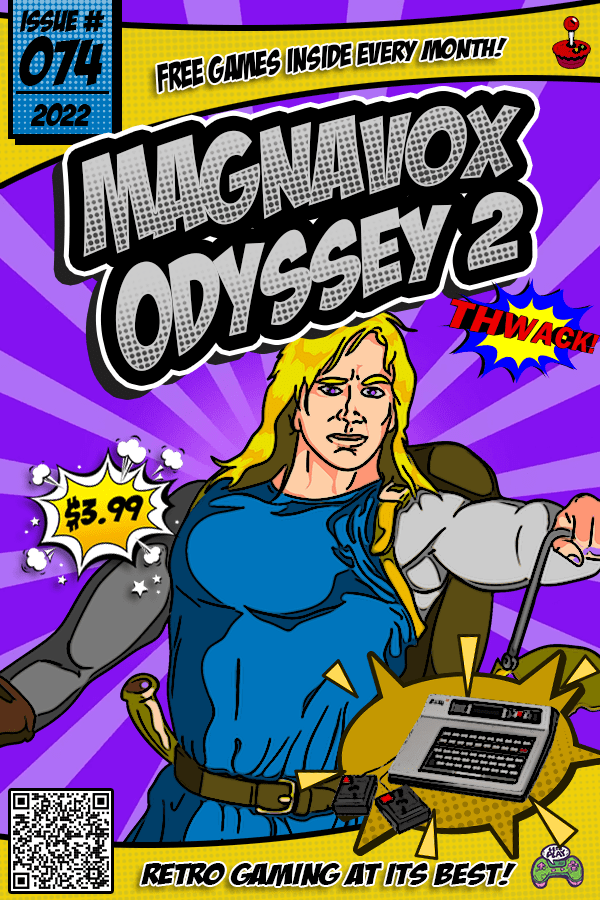 ISSUE #
074
2022
FREE GAMES INSIDE EVERY MONTH!
MAGNAVOX
ODYSSEY 2
THWACK!
$3.99
RETRO GAMING AT ITS BEST!